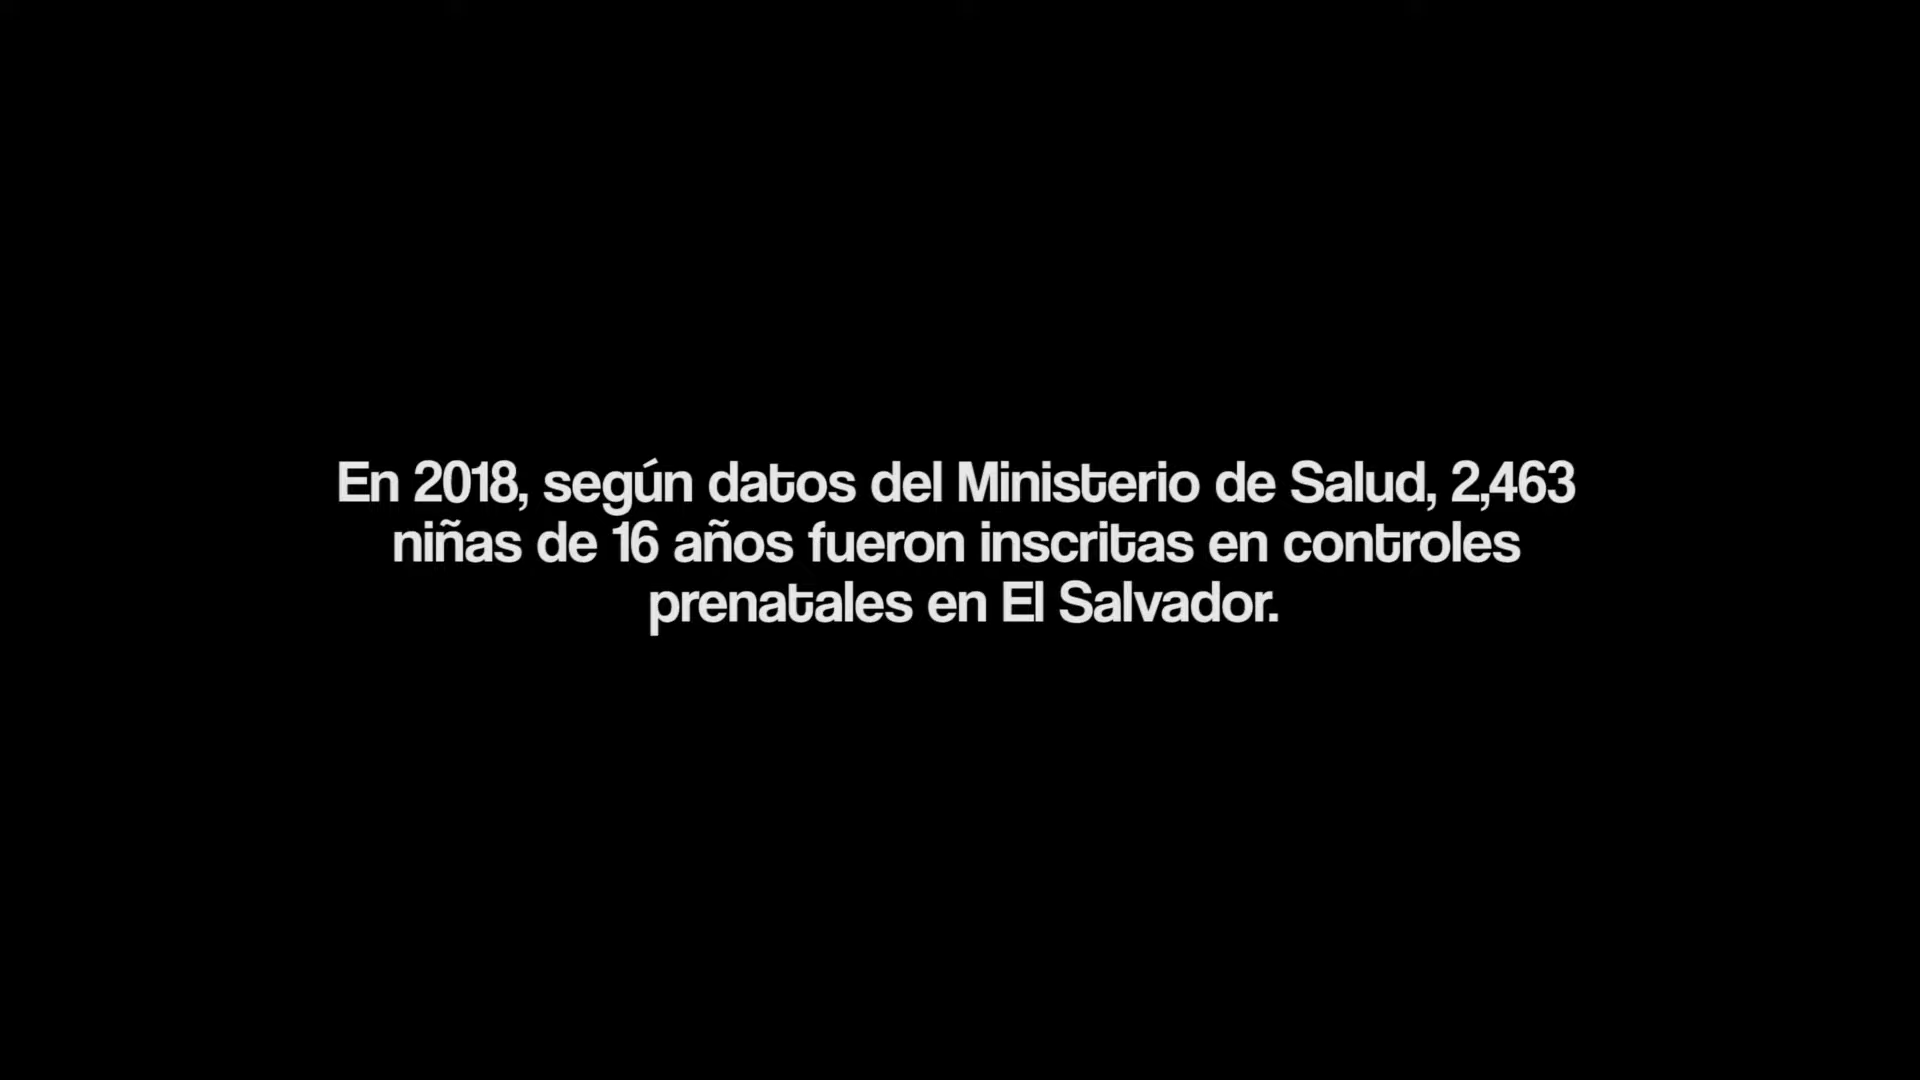 En 2018, según datos del Ministerio de Salud, 2,463
niñas de 16 años fueron inscritas en controles
prenatales en El Salvador.